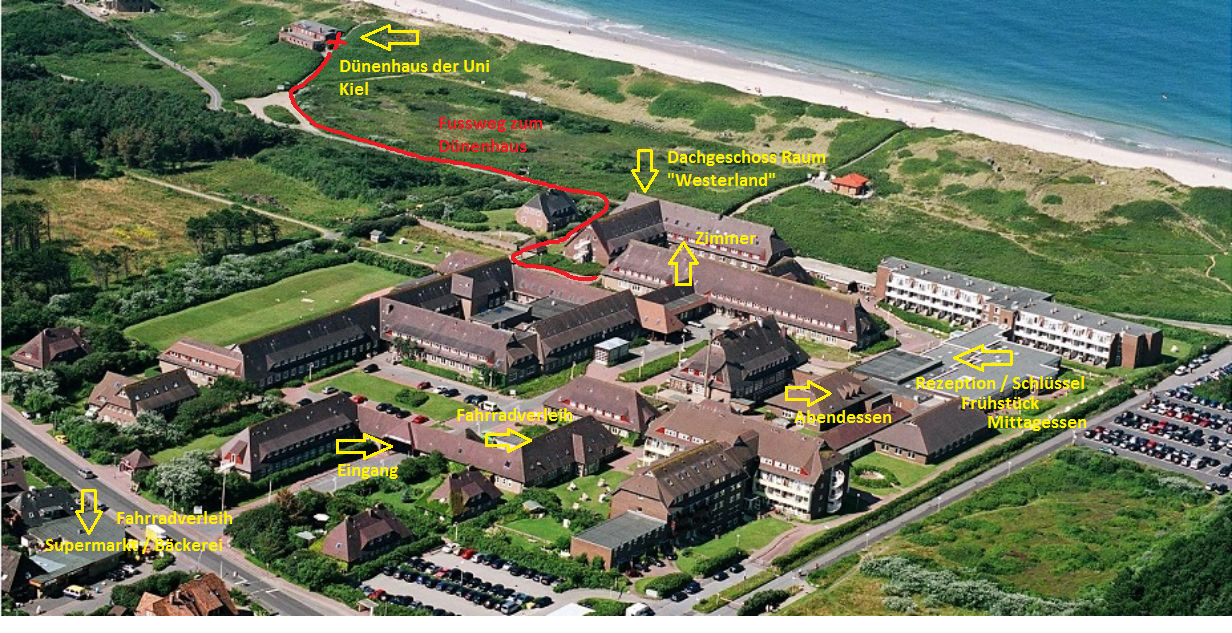 Dünenhaus der Uni
Kiel
Fussweg zum
Dünenhaus
Dachgeschoss Raum
"Westerland"
Zimmer
Rezeption / Schlüssel
Frühstück
Mittagessen
Abendessen
Fahrradverleih
Eingang
Fahrradverleih
Supermarkt / Bäckerei